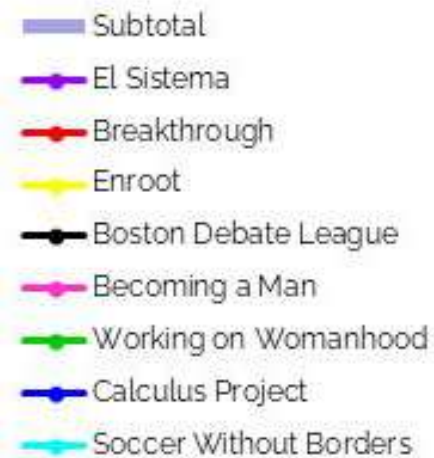 Subtotal
El Sistema
Breakthrough
Enroot
Boston Debate League
Becoming a Man
Working on Womanhood
Calculus Project
Soccer Without Borders